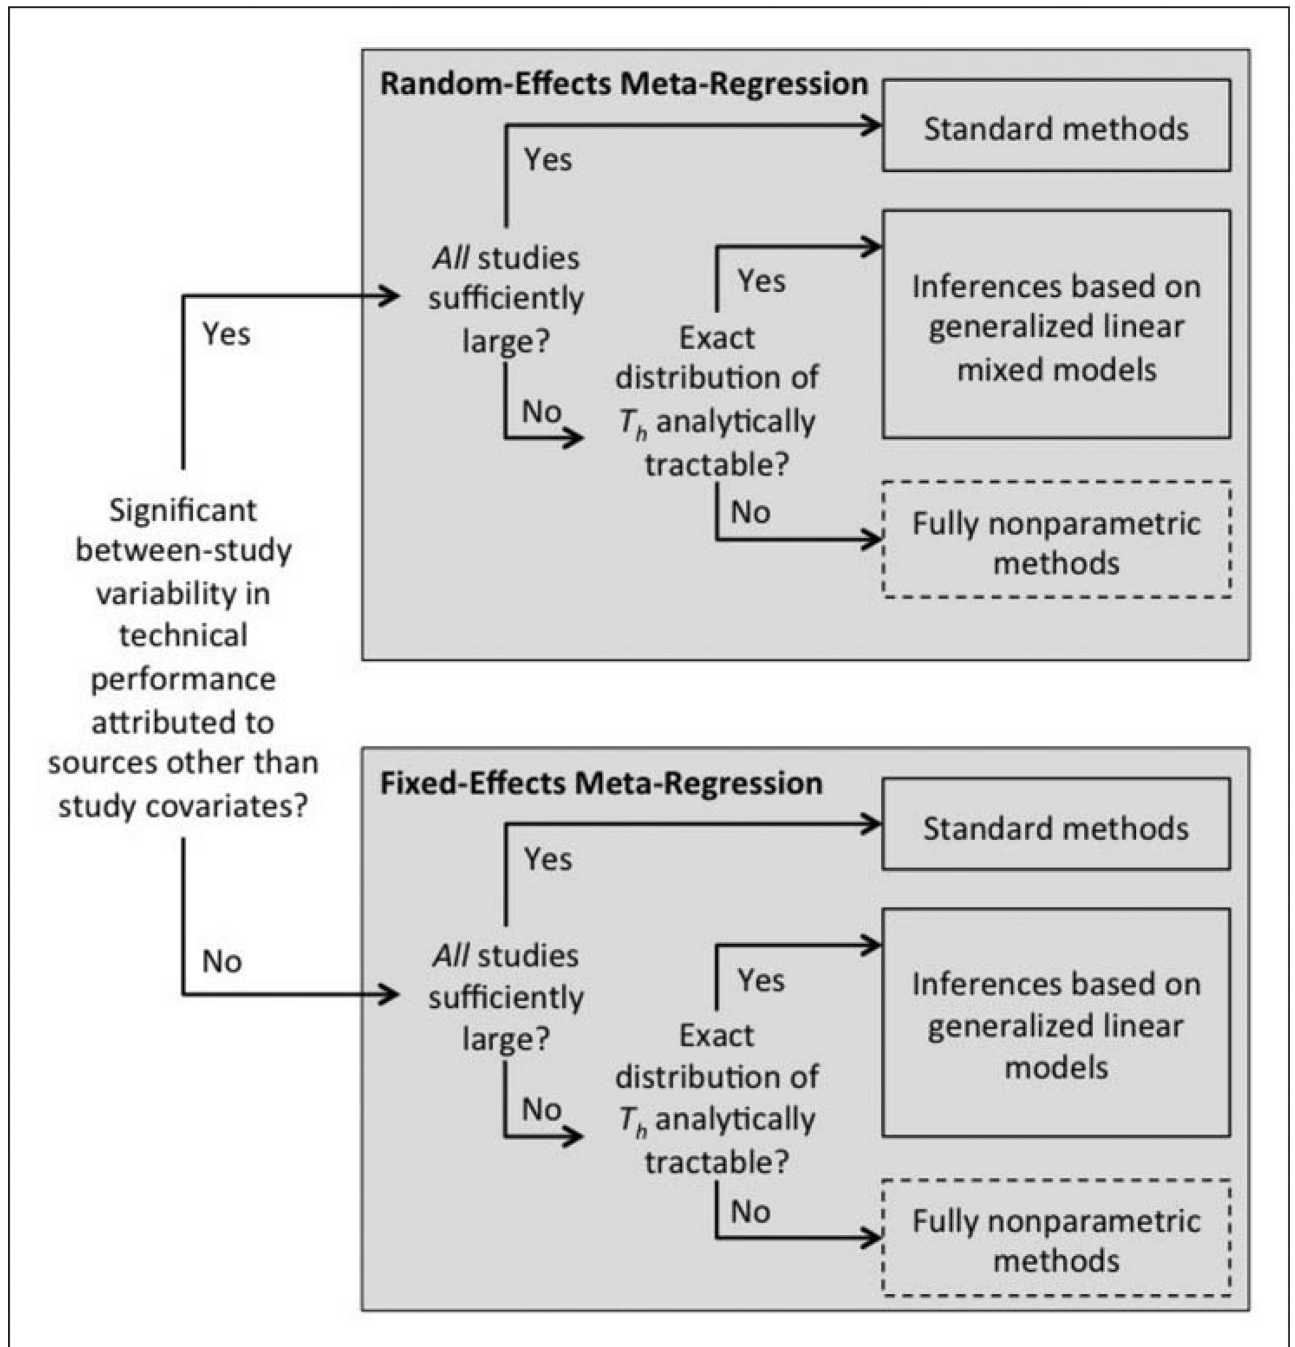 Random-Effects Meta-Regression
Standard methods
Yes
All studies
sufficiently
large?
Yes
Inferences based on
generalized linear
mixed models
Exact
distribution of
Th analytically
tractable?
No
No
Fully nonparametric
methods
Yes
Significant
between-study
variability in
technical
performance
attributed to
sources other than
study covariates?
No
Fixed-Effects Meta-Regression
Standard methods
Yes
All studies
sufficiently
large?
Yes
Inferences based on
generalized linear
models
Exact
distribution of
Th analytically
tractable?
No
No
Fully nonparametric
methods